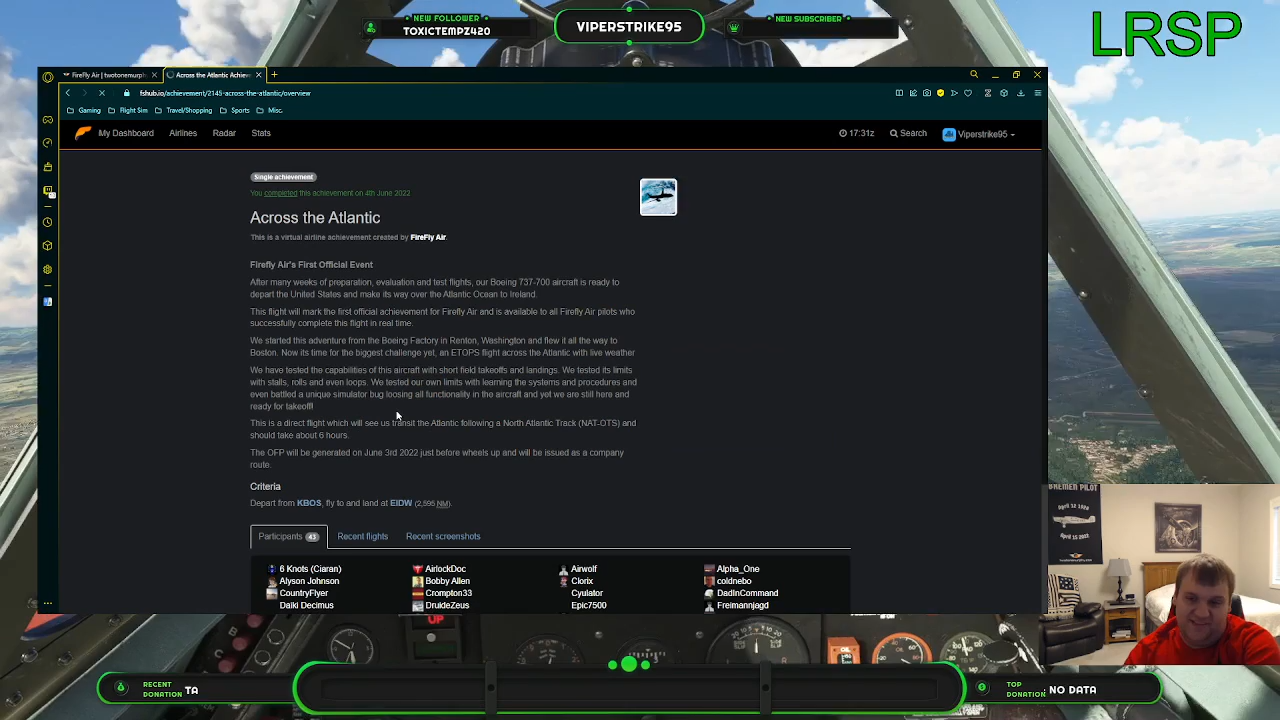 NEW FOLLOWER
TOXICTEMPZ420
VIPERSTRIKE95
NEW SUBSCRIBER
LRSP
FireFly Air | twotonemurph
Across the Atlantic Achieve
fshub.io/achievement/2145-across-the-atlantic/overview
Gaming
Flight Sim
Travel/Shopping
Sports
Misc.
My Dashboard
Airlines
Radar
Stats
17:31z
Search
Viperstrike95
Single achievement
You completed this achievement on 4th June 2022
Across the Atlantic
This is a virtual airline achievement created by FireFly Air.
Firefly Air's First Official Event
After many weeks of preparation, evaluation and test flights, our Boeing 737-700 aircraft is ready to
depart the United States and make its way over the Atlantic Ocean to Ireland.
This flight will mark the first official achievement for Firefly Air and is available to all Firefly Air pilots who
successfully complete this flight in real time.
We started this adventure from the Boeing Factory in Renton, Washington and flew it all the way to
Boston. Now its time for the biggest challenge yet, an ETOPS flight across the Atlantic with live weather
We have tested the capabilities of this aircraft with short field takeoffs and landings. We tested its limits
with stalls, rolls and even loops. We tested our own limits with learning the systems and procedures and
even battled a unique simulator bug loosing all functionality in the aircraft and yet we are still here and
ready for takeoff!
This is a direct flight which will see us transit the Atlantic following a North Atlantic Track (NAT-OTS) and
should take about 6 hours.
The OFP will be generated on June 3rd 2022 just before wheels up and will be issued as a company
route.
Criteria
Depart from KBOS, fly to and land at EIDW (2,595 NM).
Participants 43
Recent flights
Recent screenshots
6 Knots (Ciaran)
AirlockDoc
Airwolf
Alpha_One
Alyson Johnson
Bobby Allen
Clorix
coldnebo
CountryFlyer
Crompton33
Cyulator
DadInCommand
Daiki Decimus
DruideZeus
Epic7500
Freimannjagd
BREMEN PILOT
April 12 1928
UP
OIL
RECENT
DONATION
TA
TOP
DONATION
NO DATA